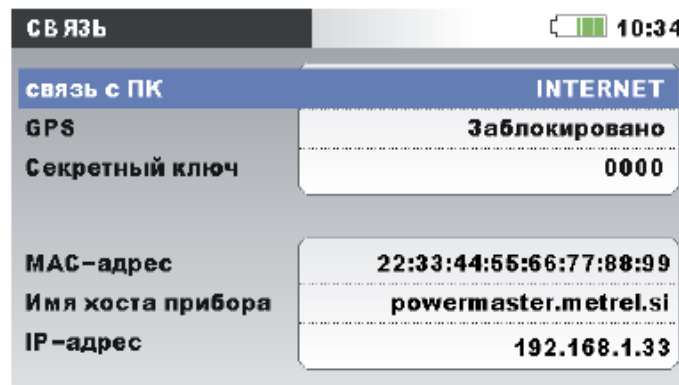 СВЯЗЬ 10:34
связь с ПК INTERNET
GPS Заблокировано
Секретный ключ 0000
MAC-адрес 22:33:44:55:66:77:88:99
Имя хоста прибора powermaster.metrel.si
IP-адрес 192.168.1.33